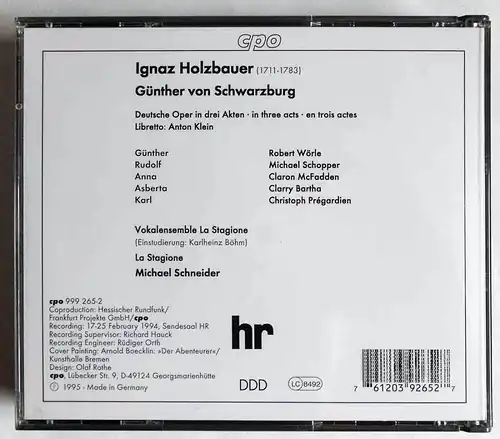 cpo
Ignaz Holzbauer (1711-1783)
Günther von Schwarzburg
Deutsche Oper in drei Akten · in three acts · en trois actes
Libretto: Anton Klein
Günther Robert Wörle
Rudolf Michael Schopper
Anna Claron McFadden
Asberta Clarry Bartha
Karl Christoph Prégardien
Vokalensemble La Stagione
(Einstudierung: Karlheinz Böhm)
La Stagione
Michael Schneider
cpo 999 265-2
Coproduction: Hessischer Rundfunk/
Frankfurt Projekte GmbH/cpo
Recording: 17-25 February 1994, Sendesaal HR
Recording Supervisor: Richard Hauck
Recording Engineer: Rüdiger Orth
Cover Painting: Arnold Boecklin: »Der Abenteurer«/
Kunsthalle Bremen
Design: Olaf Rathe
cpo, Lübecker Str. 9, D-49124 Georgsmarienhütte
℗ 1995 - Made in Germany
hr
DDD
LC 8492
7 61203 92652 7